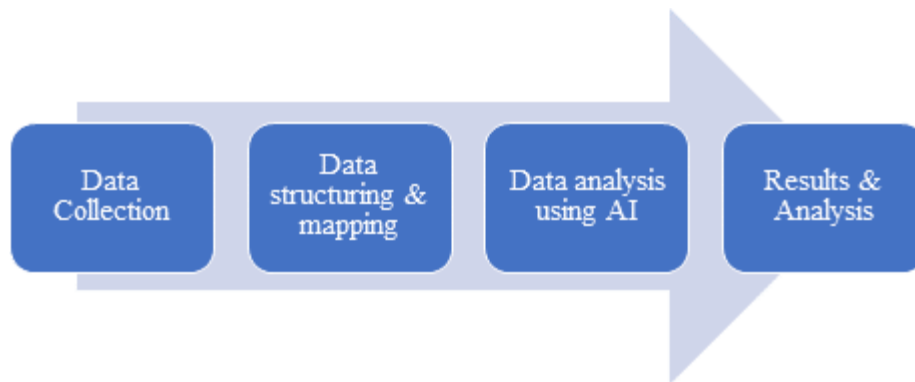 Data
Collection
Data
structuring &
mapping
Data analysis
using AI
Results &
Analysis